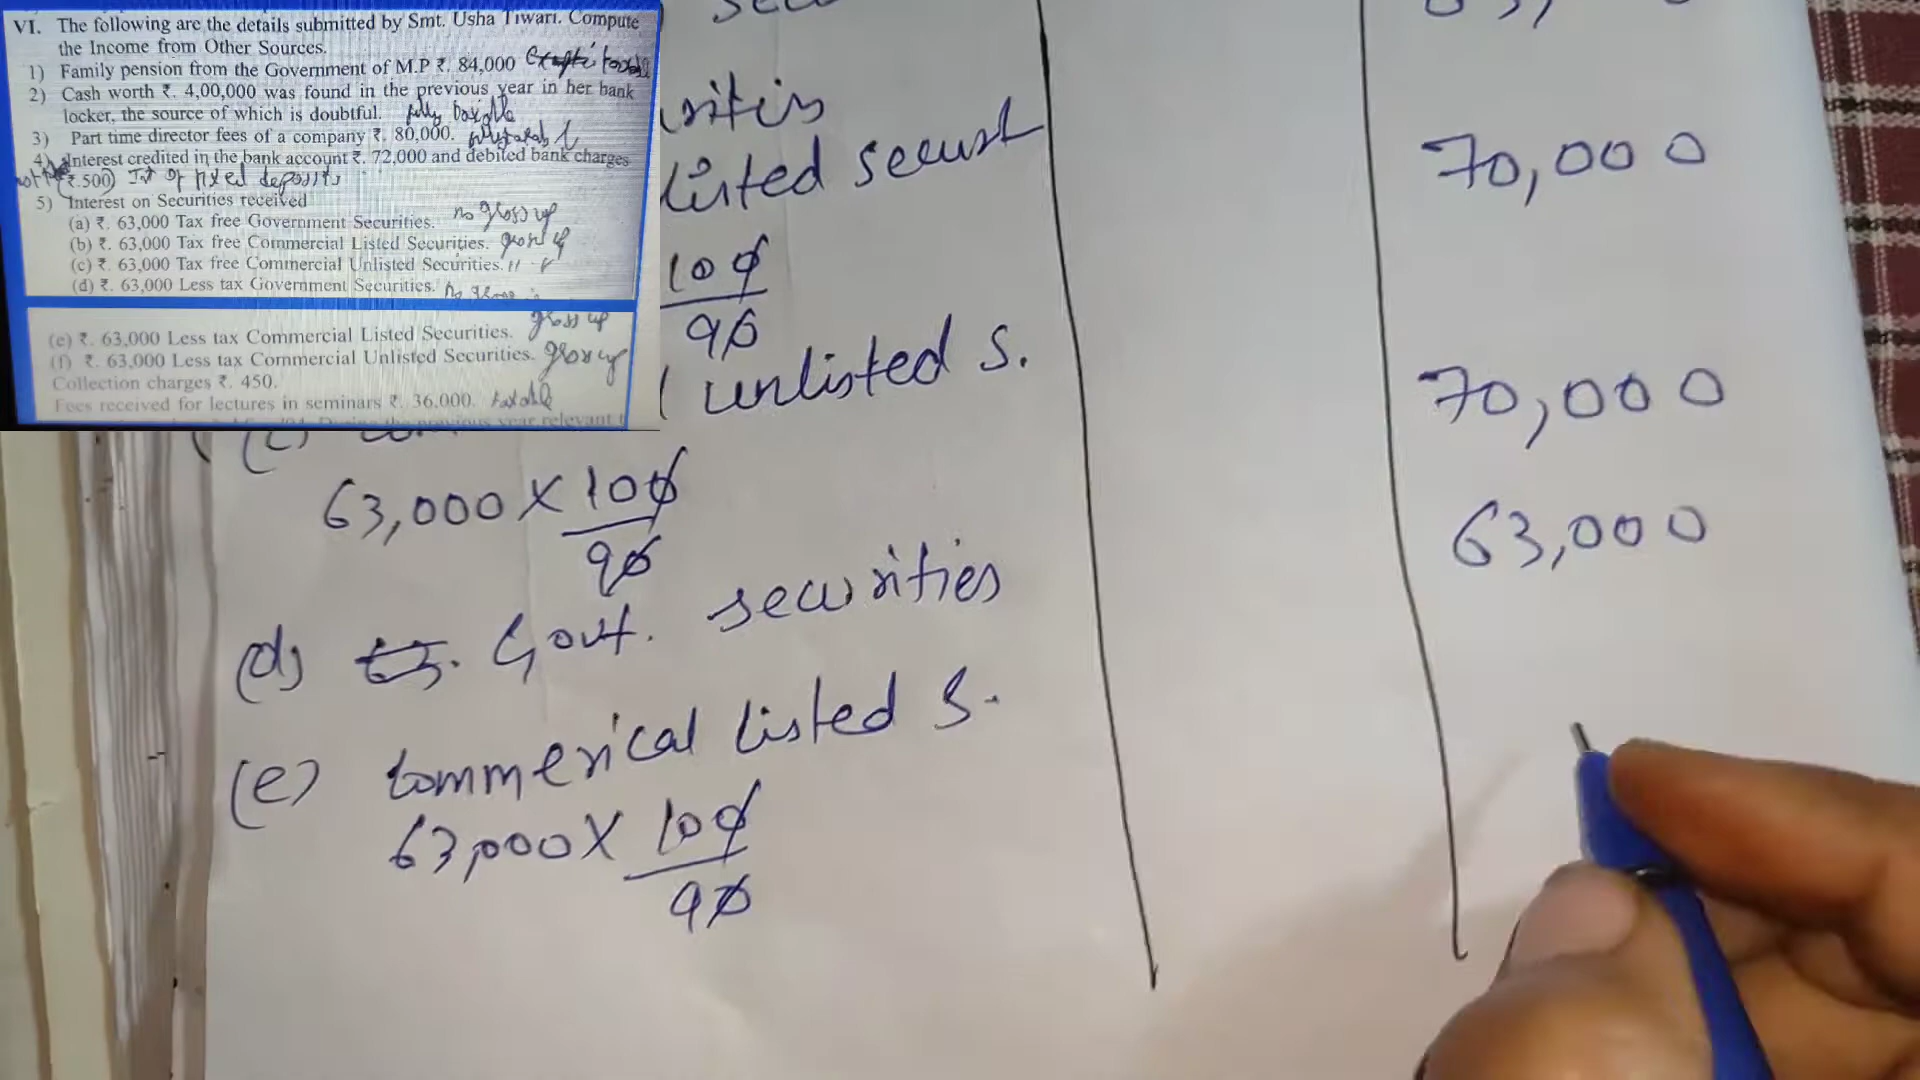 VI. The following are the details submitted by Smt. Usha Tiwari. Compute
the Income from Other Sources.
1) Family pension from the Government of M.P ₹. 84,000
2) Cash worth ₹. 4,00,000 was found in the previous year in her bank
locker, the source of which is doubtful. fully taxable
3) Part time director fees of a company ₹. 80,000.
4) Interest credited in the bank account ₹. 72,000 and debited bank charges
₹.500) Int of fixed deposits
5) Interest on Securities received
(a) ₹. 63,000 Tax free Government Securities. no gross up
(b) ₹. 63,000 Tax free Commercial Listed Securities. gross up
(c) ₹. 63,000 Tax free Commercial Unlisted Securities.
(d) ₹. 63,000 Less tax Government Securities. no
(e) ₹. 63,000 Less tax Commercial Listed Securities. gross up
(f) ₹. 63,000 Less tax Commercial Unlisted Securities. gross up
Collection charges ₹. 450.
Fees received for lectures in seminars ₹. 36,000. taxable
previous year relevant
listed 70,000
100
90
unlisted S. 70,000
63,000 X 100
90
63,000
(d) Govt. securities
(e) Commerical listed S.
63,000 X 100
90